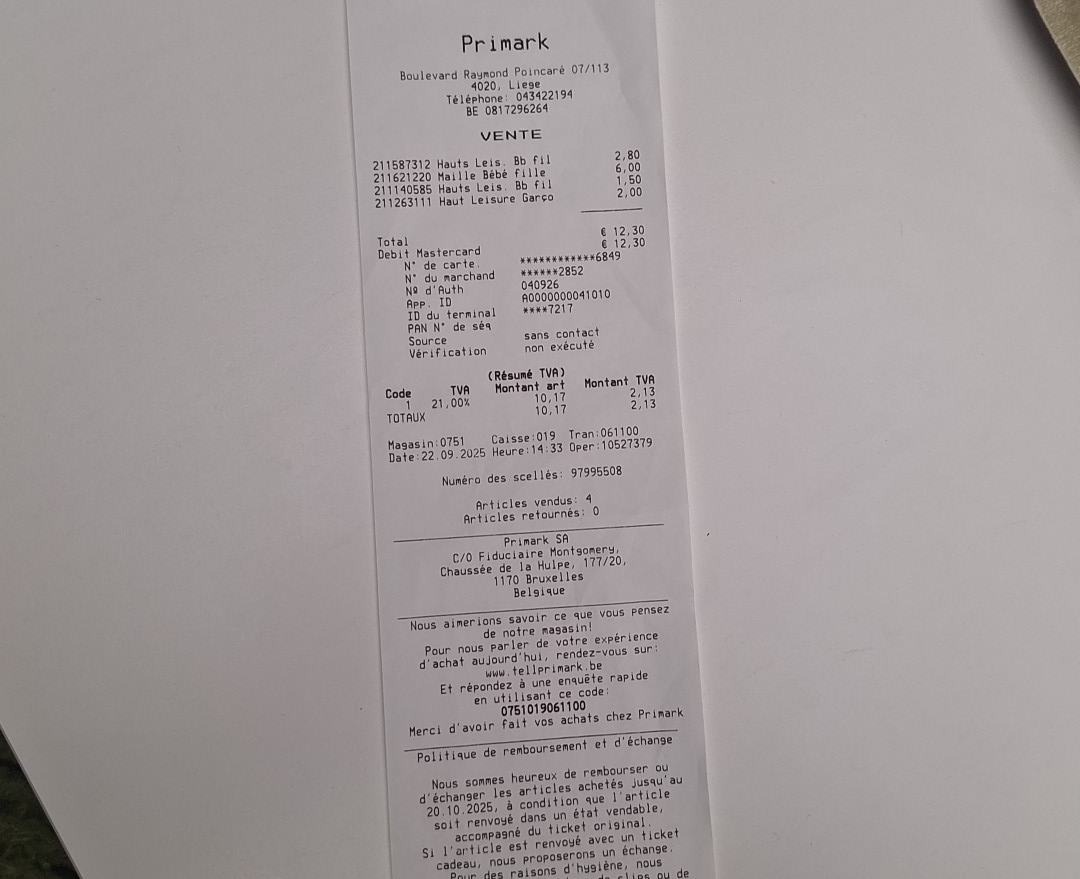 Primark
Boulevard Raymond Poincaré 07/113
4020, Liege
Téléphone: 043422194
BE 0817296264
VENTE
211587312 Hauts Leis. Bb fil 2,80
211621220 Maille Bébé fille 6,00
211140585 Hauts Leis. Bb fil 1,50
211263111 Haut Leisure Garço 2,00
Total € 12,30
Debit Mastercard € 12,30
N° de carte. ************6849
N° du marchand ******2852
Nº d'Auth 040926
App. ID A0000000041010
ID du terminal ****7217
PAN N° de séq
Source sans contact
Vérification non exécuté
(Résumé TVA)
Code TVA Montant art Montant TVA
1 21,00% 10,17 2,13
TOTAUX 10,17 2,13
Magasin:0751 Caisse:019 Tran:061100
Date:22.09.2025 Heure:14:33 Oper:10527379
Numéro des scellés: 97995508
Articles vendus: 4
Articles retournés: 0
Primark SA
C/O Fiduciaire Montgomery,
Chaussée de la Hulpe, 177/20,
1170 Bruxelles
Belgique
Nous aimerions savoir ce que vous pensez
de notre magasin!
Pour nous parler de votre expérience
d'achat aujourd'hui, rendez-vous sur:
www.tellprimark.be
Et répondez à une enquête rapide
en utilisant ce code:
0751019061100
Merci d'avoir fait vos achats chez Primark
Politique de remboursement et d'échange
Nous sommes heureux de rembourser ou
d'échanger les articles achetés jusqu'au
20.10.2025, à condition que l'article
soit renvoyé dans un état vendable,
accompagné du ticket original.
Si l'article est renvoyé avec un ticket
cadeau, nous proposerons un échange.
Pour des raisons d'hygiène, nous
ou de